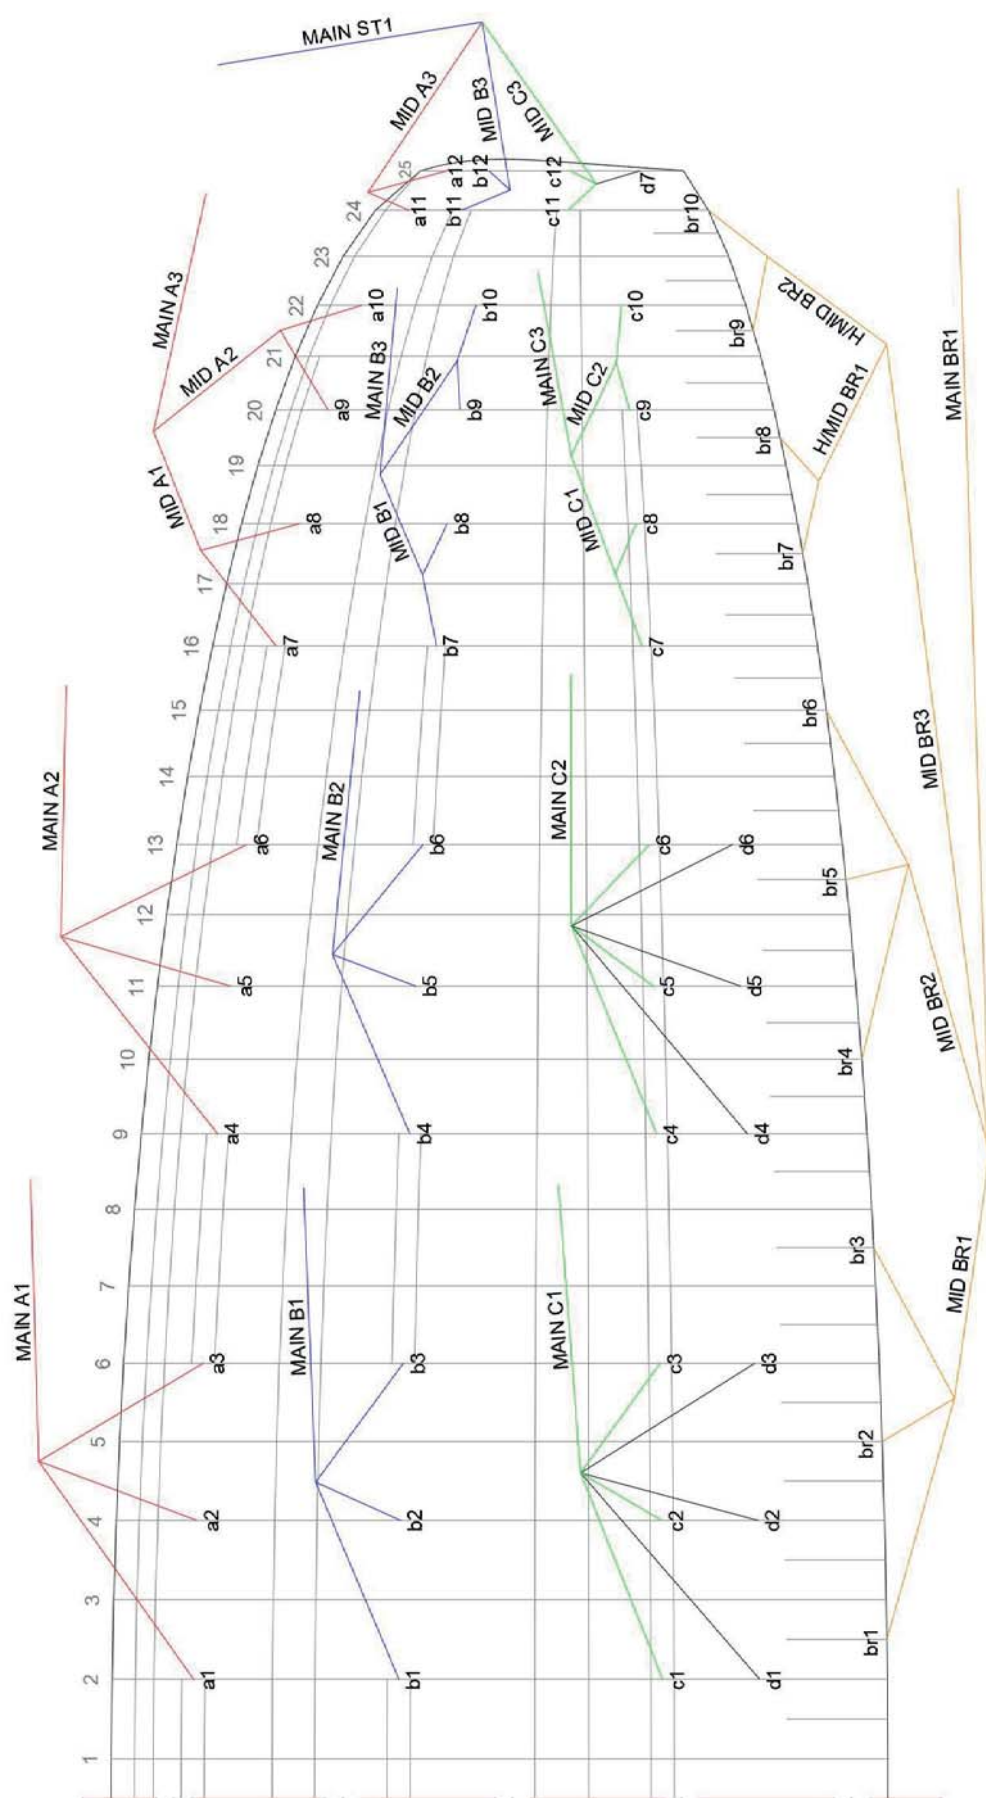 MAIN ST1
MID A3
MID B3
MID C3
MAIN A3
MID A2
MID A1
MAIN B3
MID B2
MID B1
MAIN C3
MID C2
MID C1
H/MID BR2
H/MID BR1
MAIN BR1
MID BR3
MID BR2
MID BR1
MAIN A2
MAIN B2
MAIN C2
MAIN A1
MAIN B1
MAIN C1
25
24
23
22
21
20
19
18
17
16
15
14
13
12
11
10
9
8
7
6
5
4
3
2
1
a12
b12
c12
d7
a11
b11
c11
br10
a10
b10
c10
br9
a9
b9
c9
br8
a8
b8
c8
br7
a7
b7
c7
br6
a6
b6
c6
d6
br5
a5
b5
c5
d5
br4
a4
b4
c4
d4
br3
a3
b3
c3
d3
br2
a2
b2
c2
d2
br1
a1
b1
c1
d1